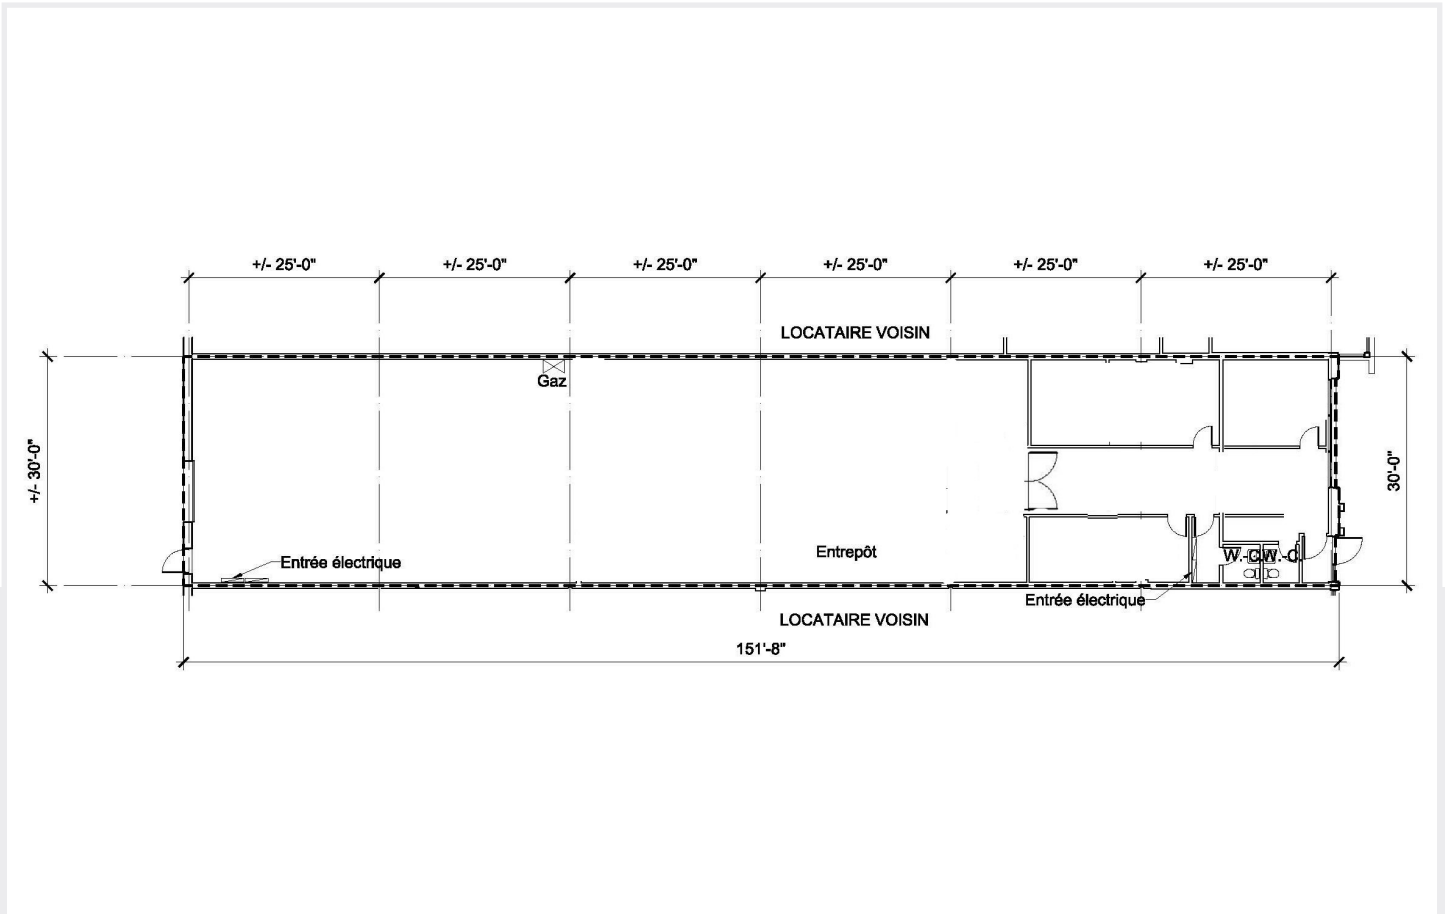 +/- 25'-0" +/- 25'-0" +/- 25'-0" +/- 25'-0" +/- 25'-0" +/- 25'-0"
LOCATAIRE VOISIN
Gaz
+/- 30'-0"
30'-0"
Entrepôt
Entrée électrique
W.-C W.-C
Entrée électrique
LOCATAIRE VOISIN
151'-8"